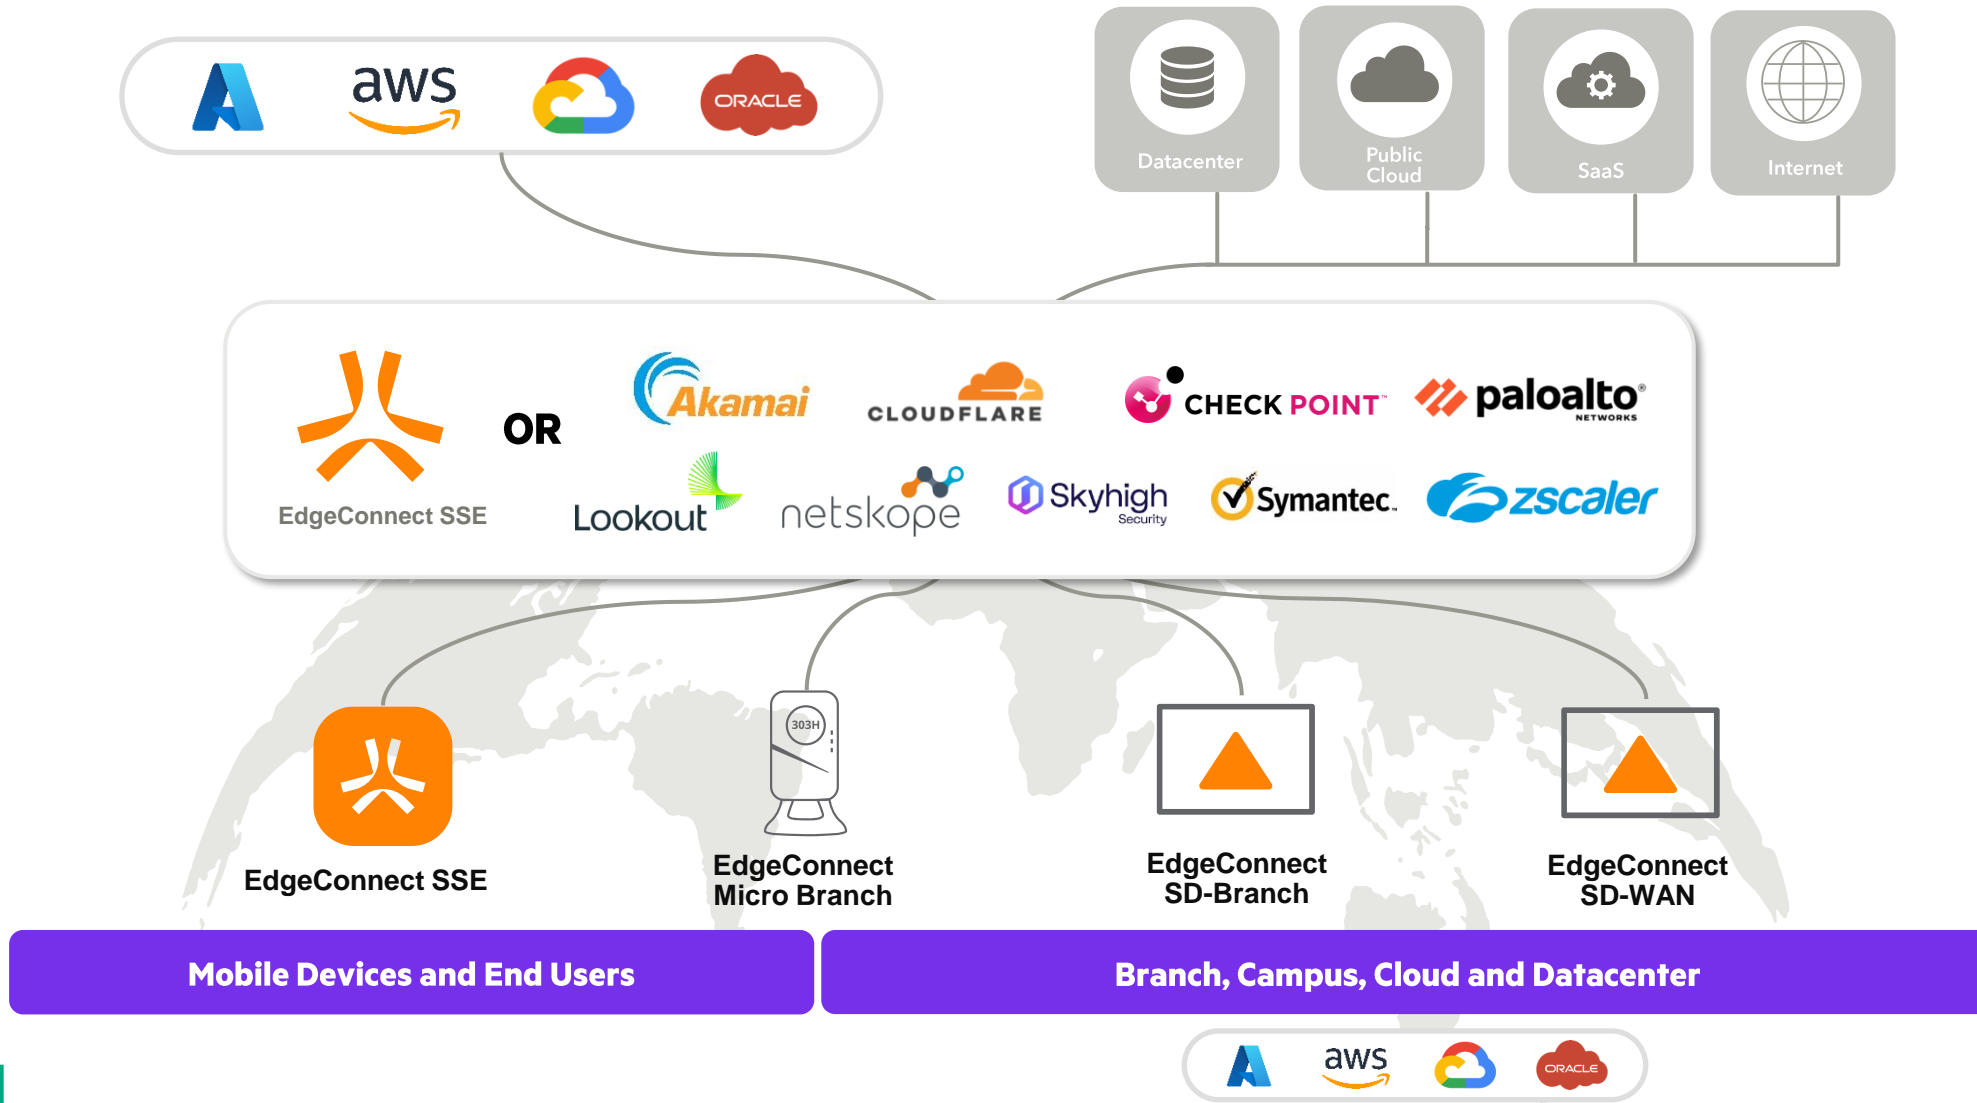 aws
ORACLE
Datacenter
Public
Cloud
SaaS
Internet
EdgeConnect SSE
OR
Akamai
CLOUDFLARE
CHECK POINT™
paloalto®
NETWORKS
Lookout
netskope
Skyhigh
Security
Symantec™
zscaler
303H
EdgeConnect SSE
EdgeConnect
Micro Branch
EdgeConnect
SD-Branch
EdgeConnect
SD-WAN
Mobile Devices and End Users
Branch, Campus, Cloud and Datacenter
aws
ORACLE